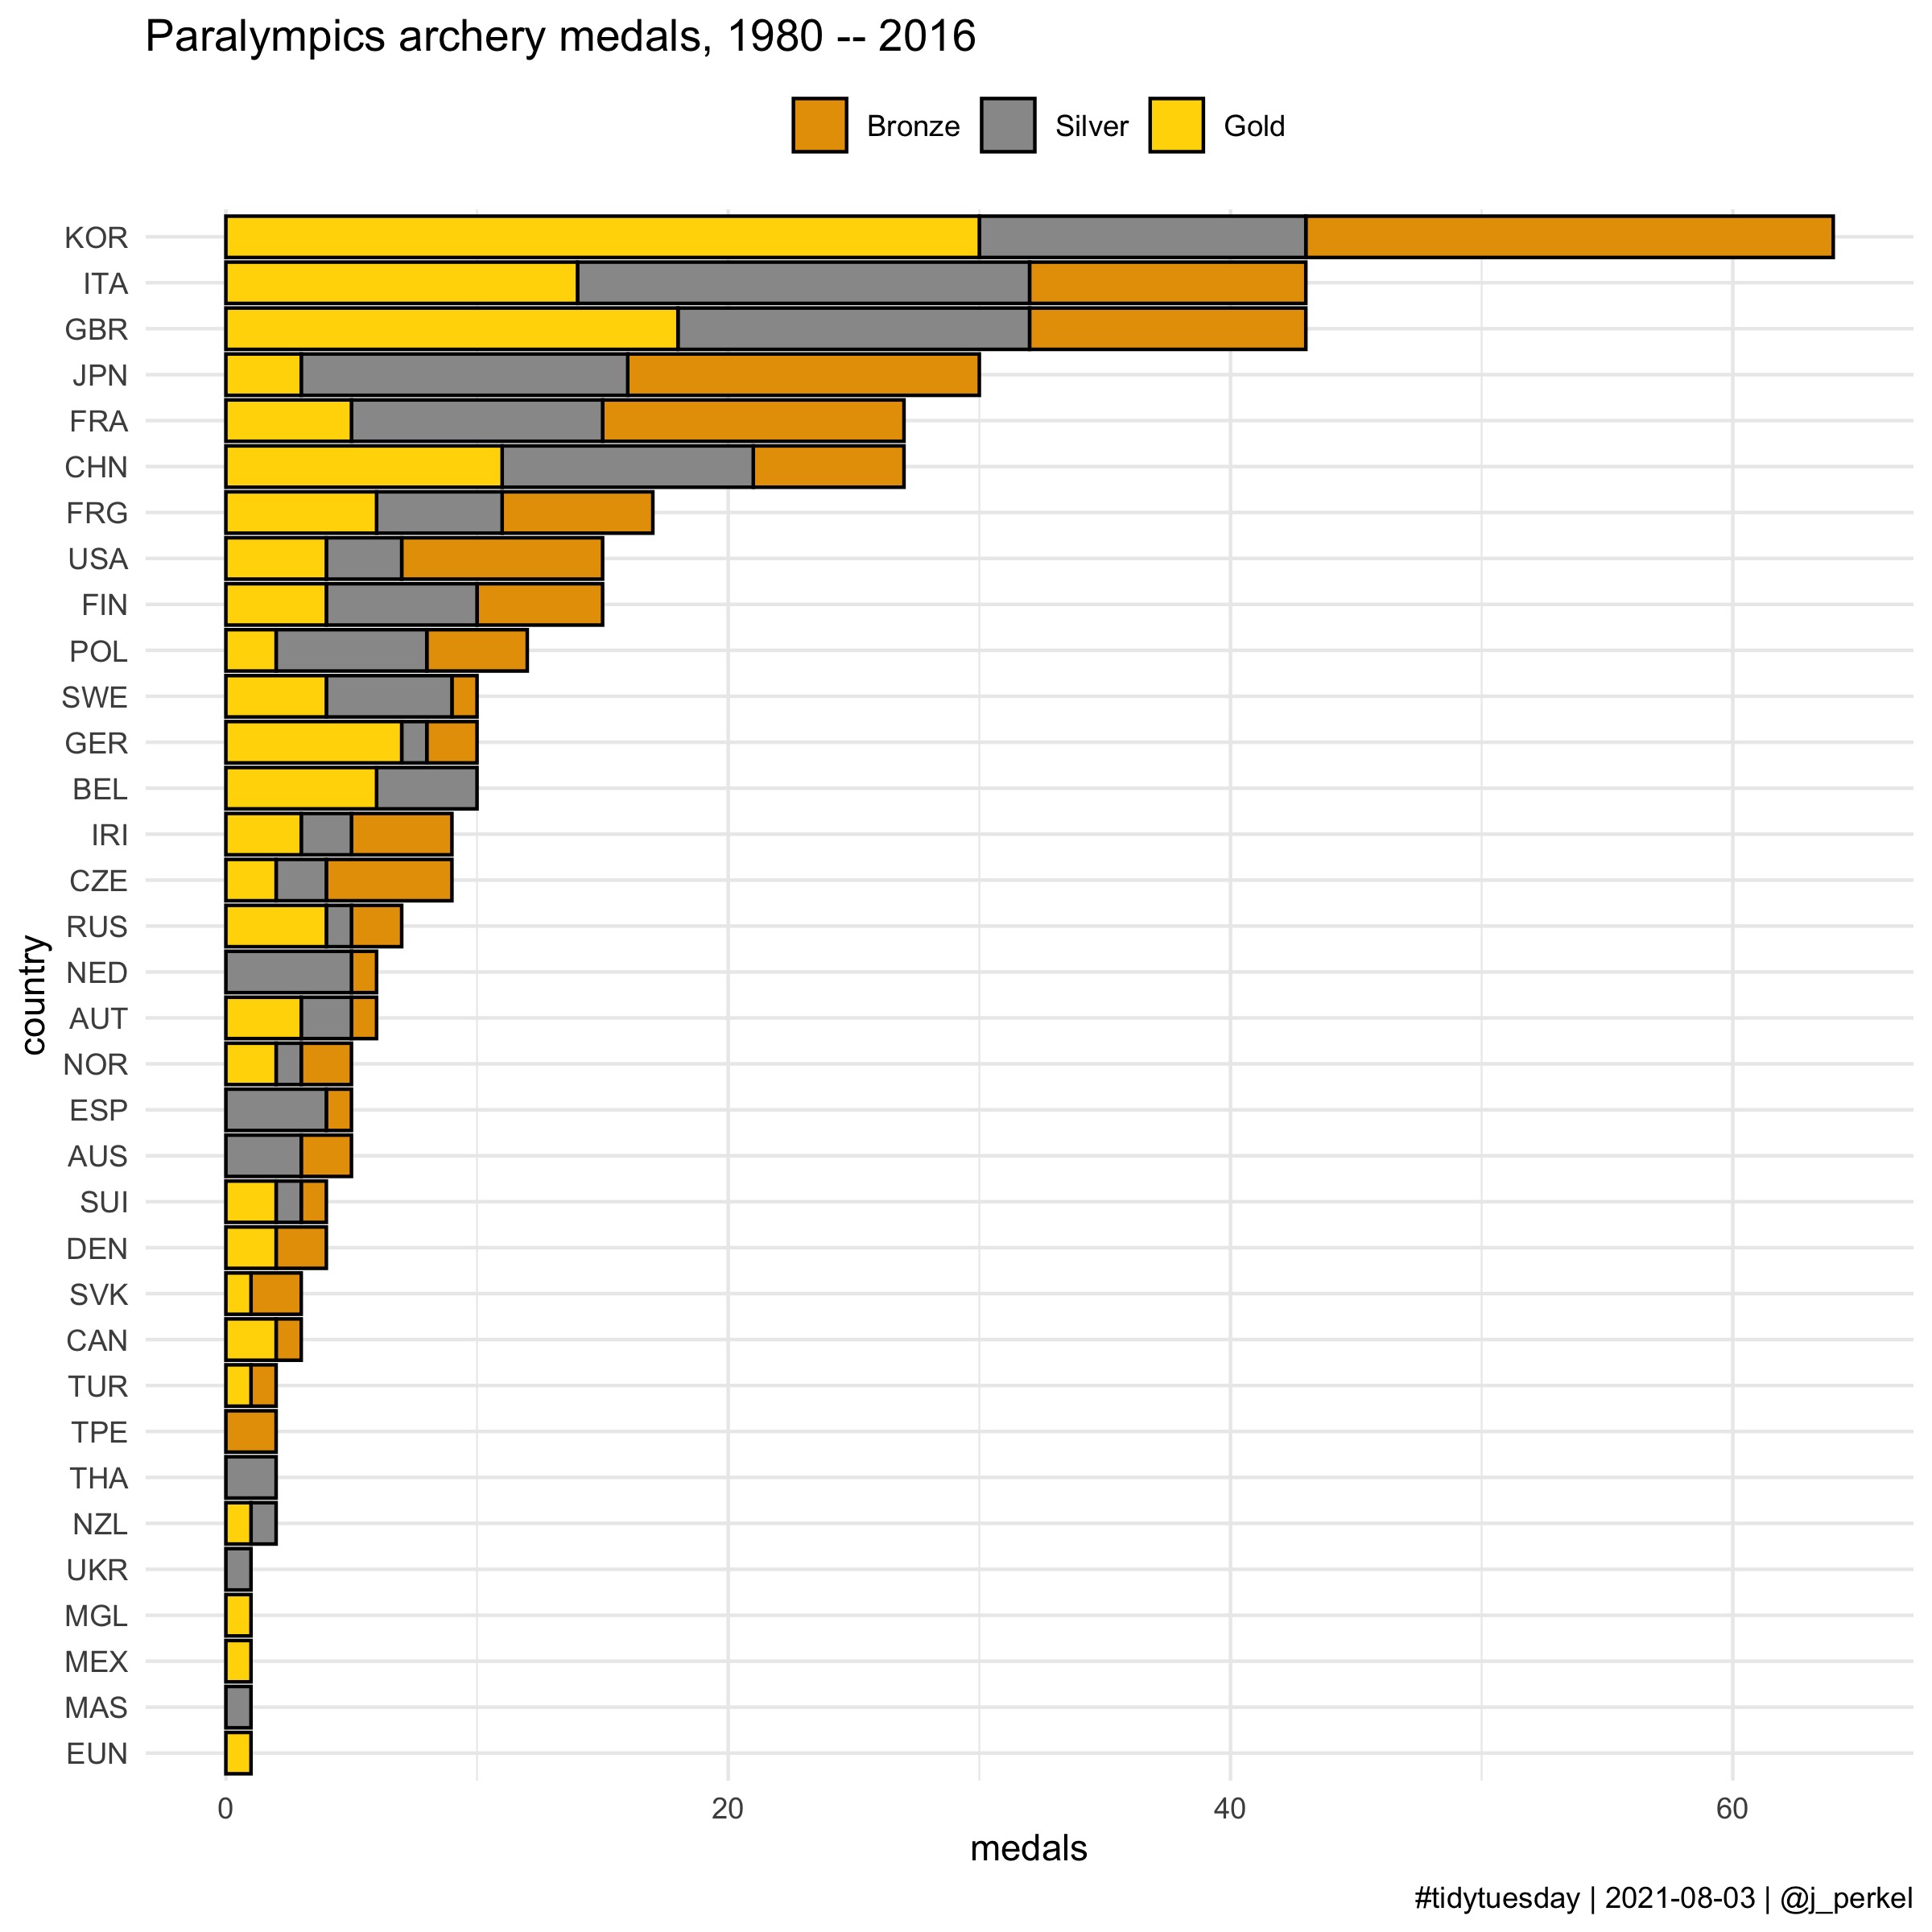 Paralympics archery medals, 1980 -- 2016
Bronze Silver Gold
KOR
ITA
GBR
JPN
FRA
CHN
FRG
USA
FIN
POL
SWE
GER
BEL
IRI
CZE
RUS
NED
AUT
NOR
ESP
AUS
SUI
DEN
SVK
CAN
TUR
TPE
THA
NZL
UKR
MGL
MEX
MAS
EUN
country
0 20 40 60
medals
#tidytuesday | 2021-08-03 | @j_perkel